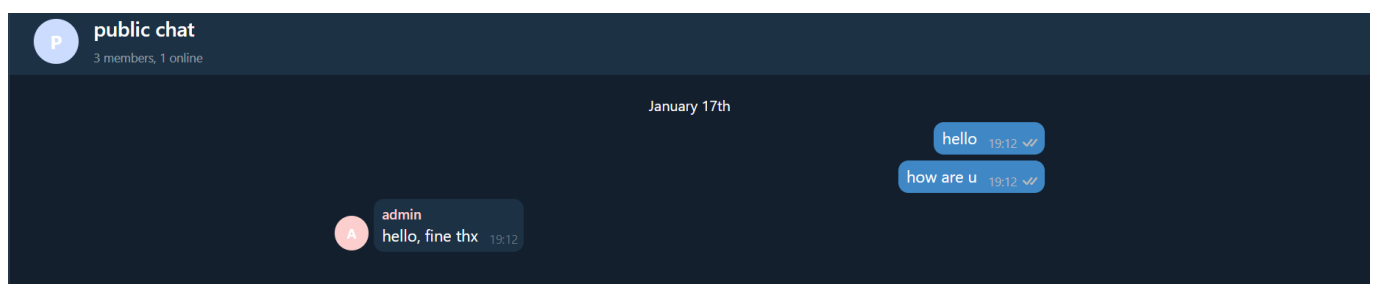 P
public chat
3 members, 1 online
January 17th
hello 19:12
how are u 19:12
admin
A
hello, fine thx 19:12